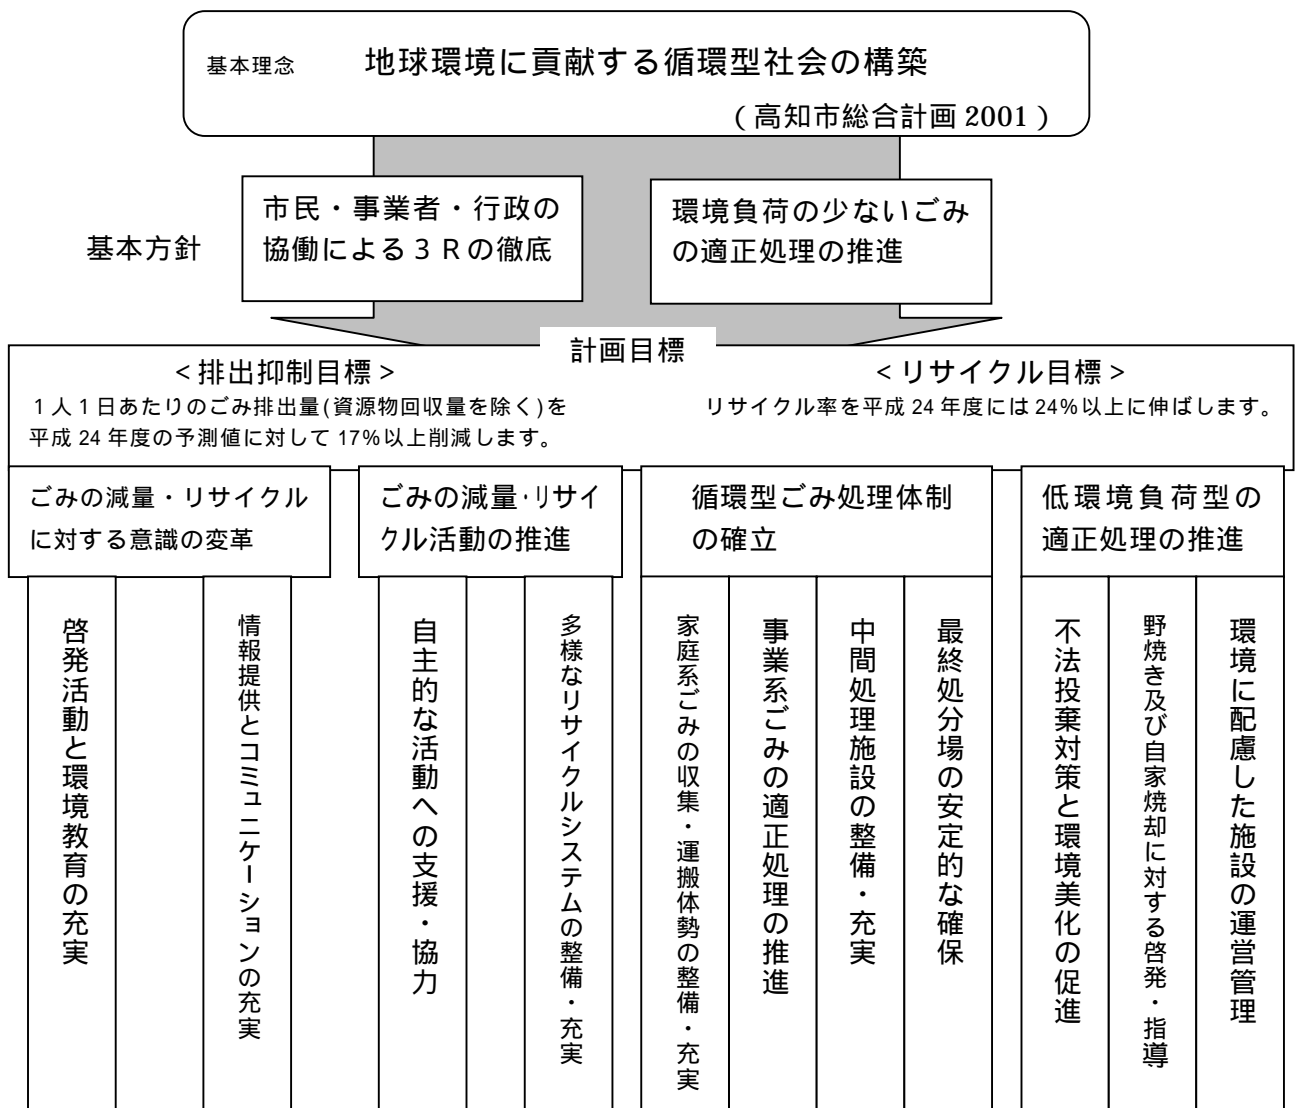 基本理念 地球環境に貢献する循環型社会の構築
(高知市総合計画 2001)
基本方針
市民・事業者・行政の
協働による3Rの徹底
環境負荷の少ないごみ
の適正処理の推進
計画目標
<排出抑制目標>
1人1日あたりのごみ排出量(資源物回収量を除く)を
平成 24 年度の予測値に対して 17%以上削減します。
<リサイクル目標>
リサイクル率を平成 24 年度には 24%以上に伸ばします。
ごみの減量・リサイクル
に対する意識の変革
ごみの減量・リサイ
クル活動の推進
循環型ごみ処理体制
の確立
低環境負荷型の
適正処理の推進
啓発活動と環境教育の充実
情報提供とコミュニケーションの充実
自主的な活動への支援・協力
多様なリサイクルシステムの整備・充実
家庭系ごみの収集・運搬体勢の整備・充実
事業系ごみの適正処理の推進
中間処理施設の整備・充実
最終処分場の安定的な確保
不法投棄対策と環境美化の促進
野焼き及び自家焼却に対する啓発・指導
環境に配慮した施設の運営管理